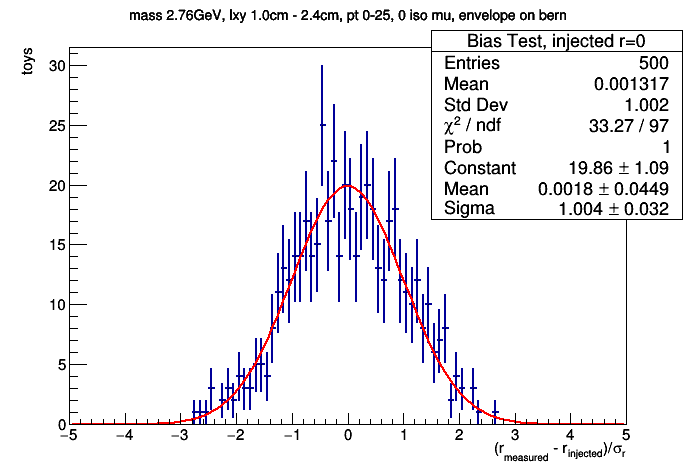 mass 2.76GeV, lxy 1.0cm - 2.4cm, pt 0-25, 0 iso mu, envelope on bern
Bias Test, injected r=0
Entries 500
Mean 0.001317
Std Dev 1.002
χ² / ndf 33.27 / 97
Prob 1
Constant 19.86 ± 1.09
Mean 0.0018 ± 0.0449
Sigma 1.004 ± 0.032
toys
30
25
20
15
10
5
0
−5 −4 −3 −2 −1 0 1 2 3 4 5
(r_measured - r_injected)/σ_r